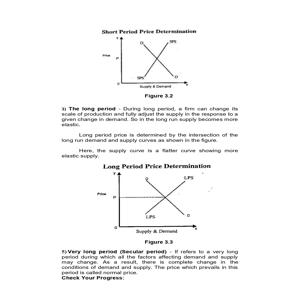 Short Period Price Determination
Y
D
SPS
Price
P
SPS
D
X
Supply & Demand
Figure 3.2
3) The long period - During long period, a firm can change its
scale of production and fully adjust the supply in the response to a
given change in demand. So in the long run supply becomes more
elastic.
Long period price is determined by the intersection of the
long run demand and supply curves as shown in the figure.
Here, the supply curve is a flatter curve showing more
elastic supply.
Long Period Price Determination
Y
D
LPS
Price
P
LPS
D
X
Supply & Demand
Figure 3.3
Very long period (Secular period) - If refers to a very long
period during which all the factors affecting demand and supply
may change. As a result, there is complete change in the
conditions of demand and supply. The price which prevails in this
period is called normal price.
Check Your Progress: